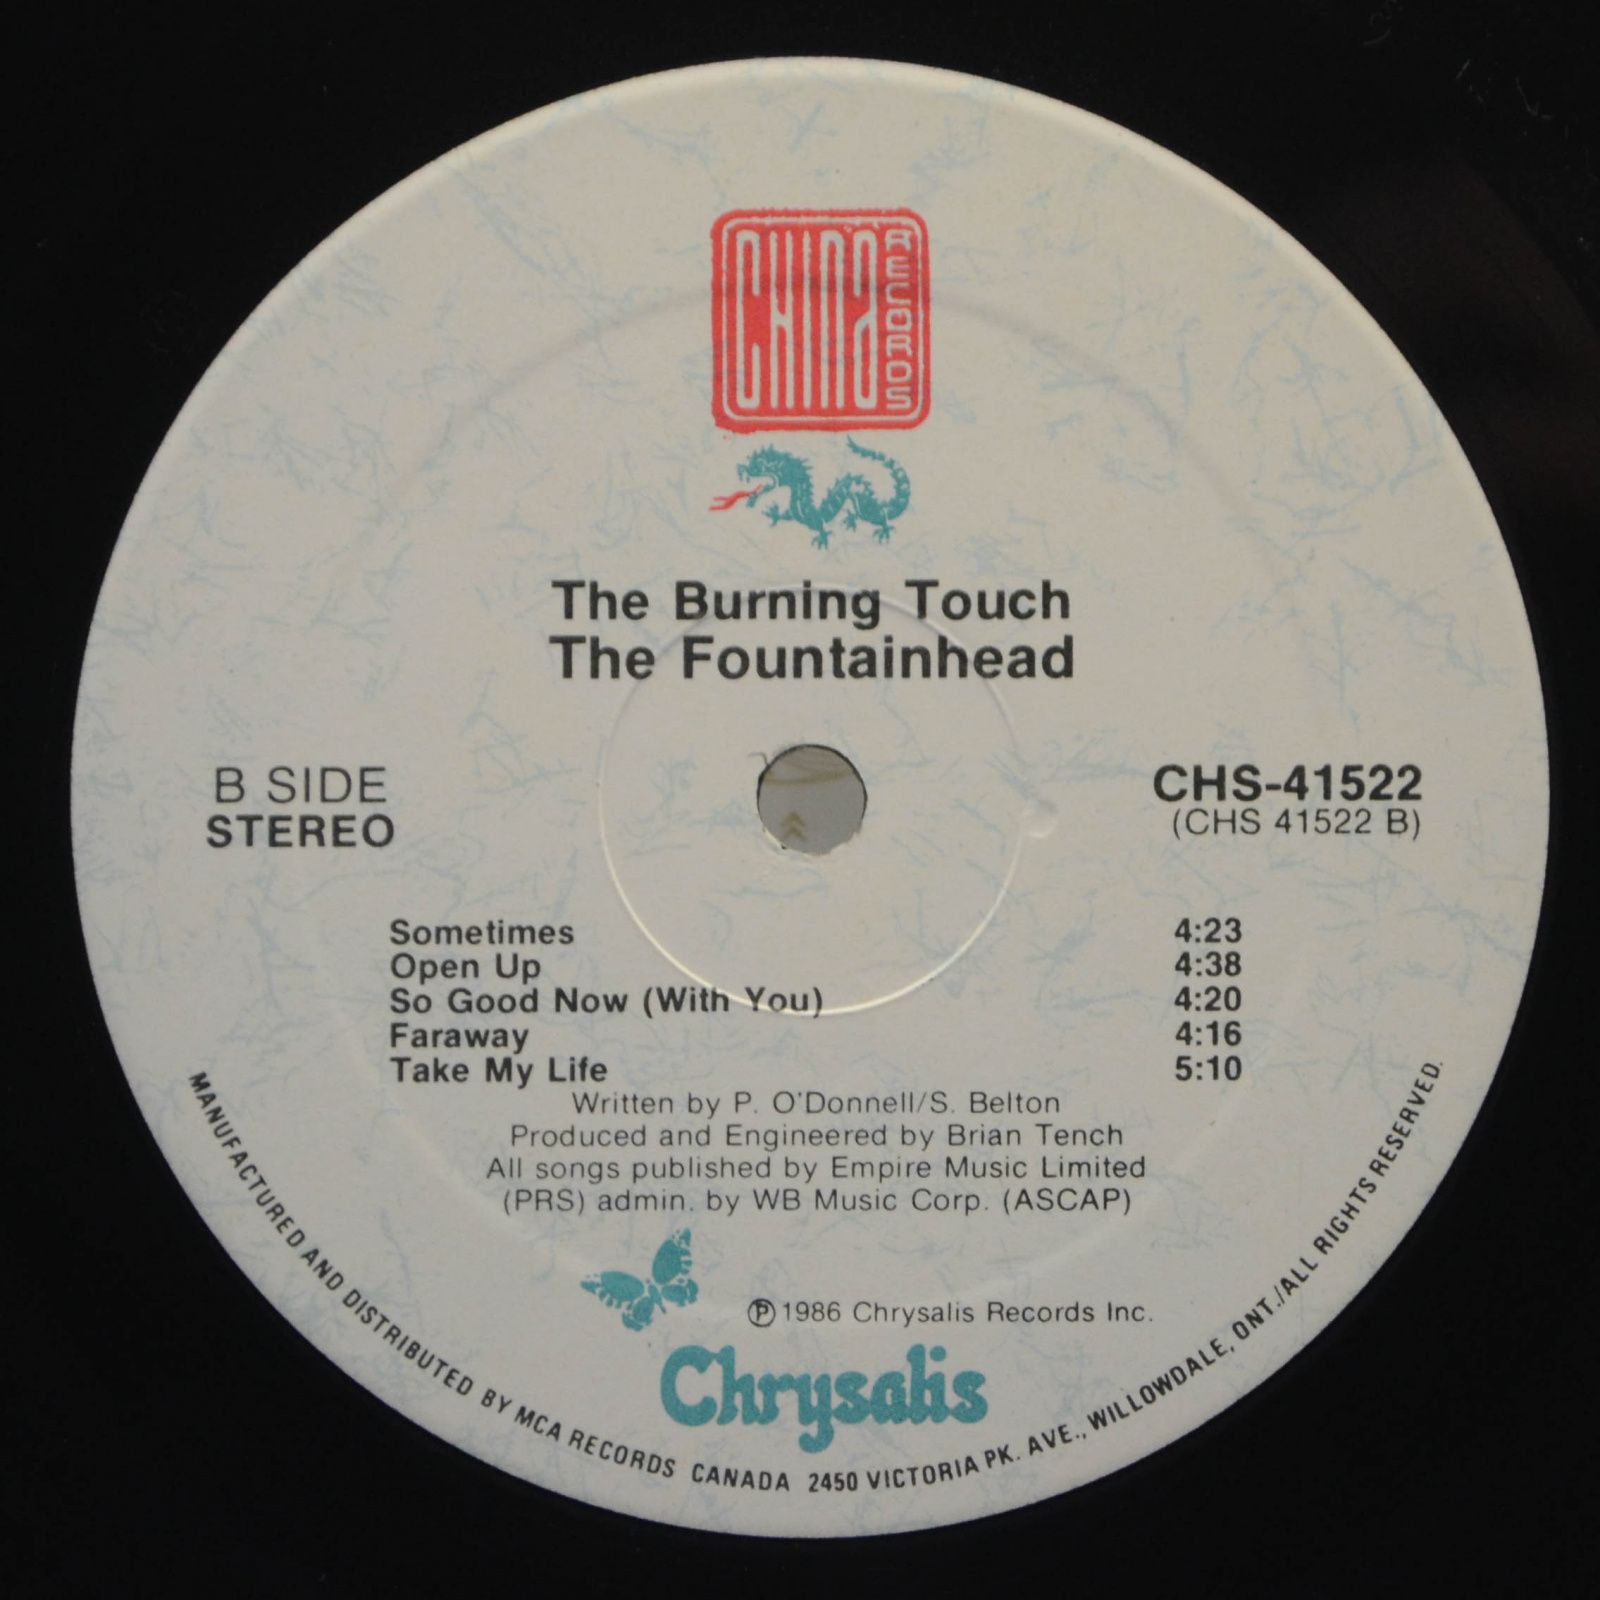 CHINA RECORDS
The Burning Touch
The Fountainhead
B SIDE
STEREO
CHS-41522
(CHS 41522 B)
Sometimes 4:23
Open Up 4:38
So Good Now (With You) 4:20
Faraway 4:16
Take My Life 5:10
Written by P. O'Donnell/S. Belton
Produced and Engineered by Brian Tench
All songs published by Empire Music Limited
(PRS) admin. by WB Music Corp. (ASCAP)
℗ 1986 Chrysalis Records Inc.
Chrysalis
MANUFACTURED AND DISTRIBUTED BY MCA RECORDS CANADA 2450 VICTORIA PK. AVE., WILLOWDALE, ONT./ALL RIGHTS RESERVED.